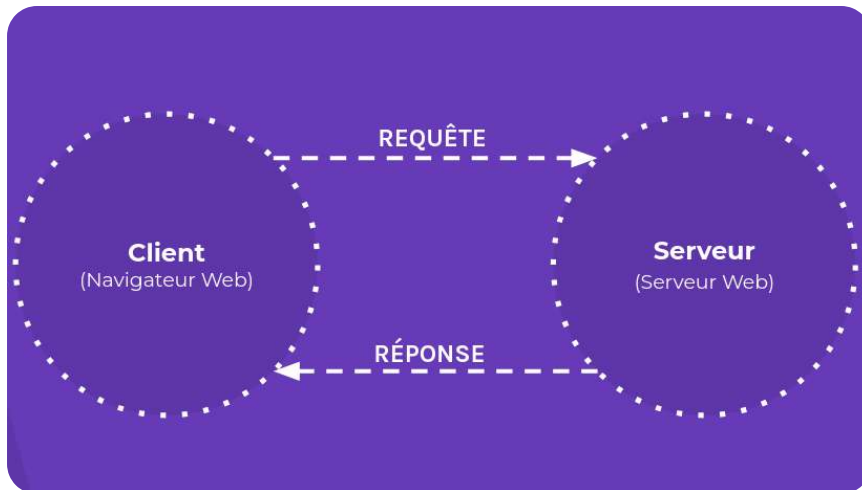 REQUÊTE
Client
(Navigateur Web)
Serveur
(Serveur Web)
RÉPONSE